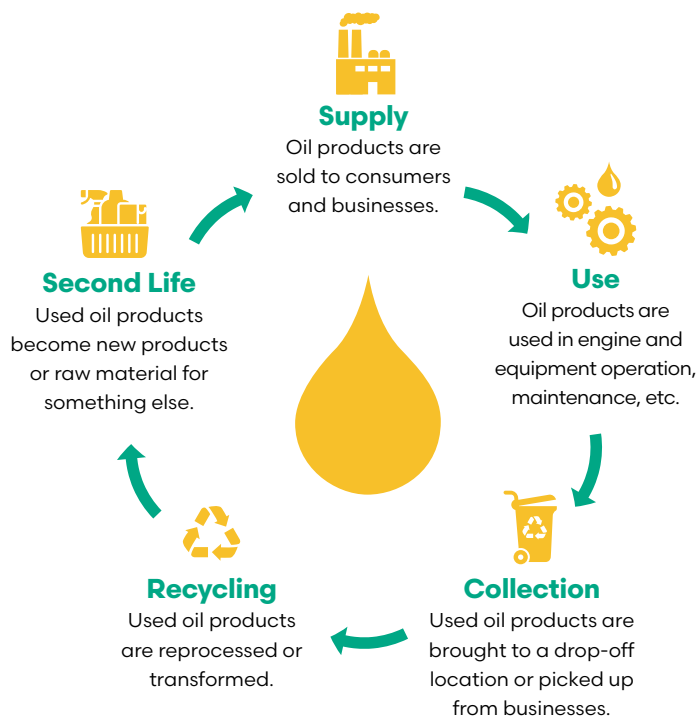 Supply
Oil products are
sold to consumers
and businesses.
Use
Oil products are
used in engine and
equipment operation,
maintenance, etc.
Collection
Used oil products are
brought to a drop-off
location or picked up
from businesses.
Recycling
Used oil products
are reprocessed or
transformed.
Second Life
Used oil products
become new products
or raw material for
something else.